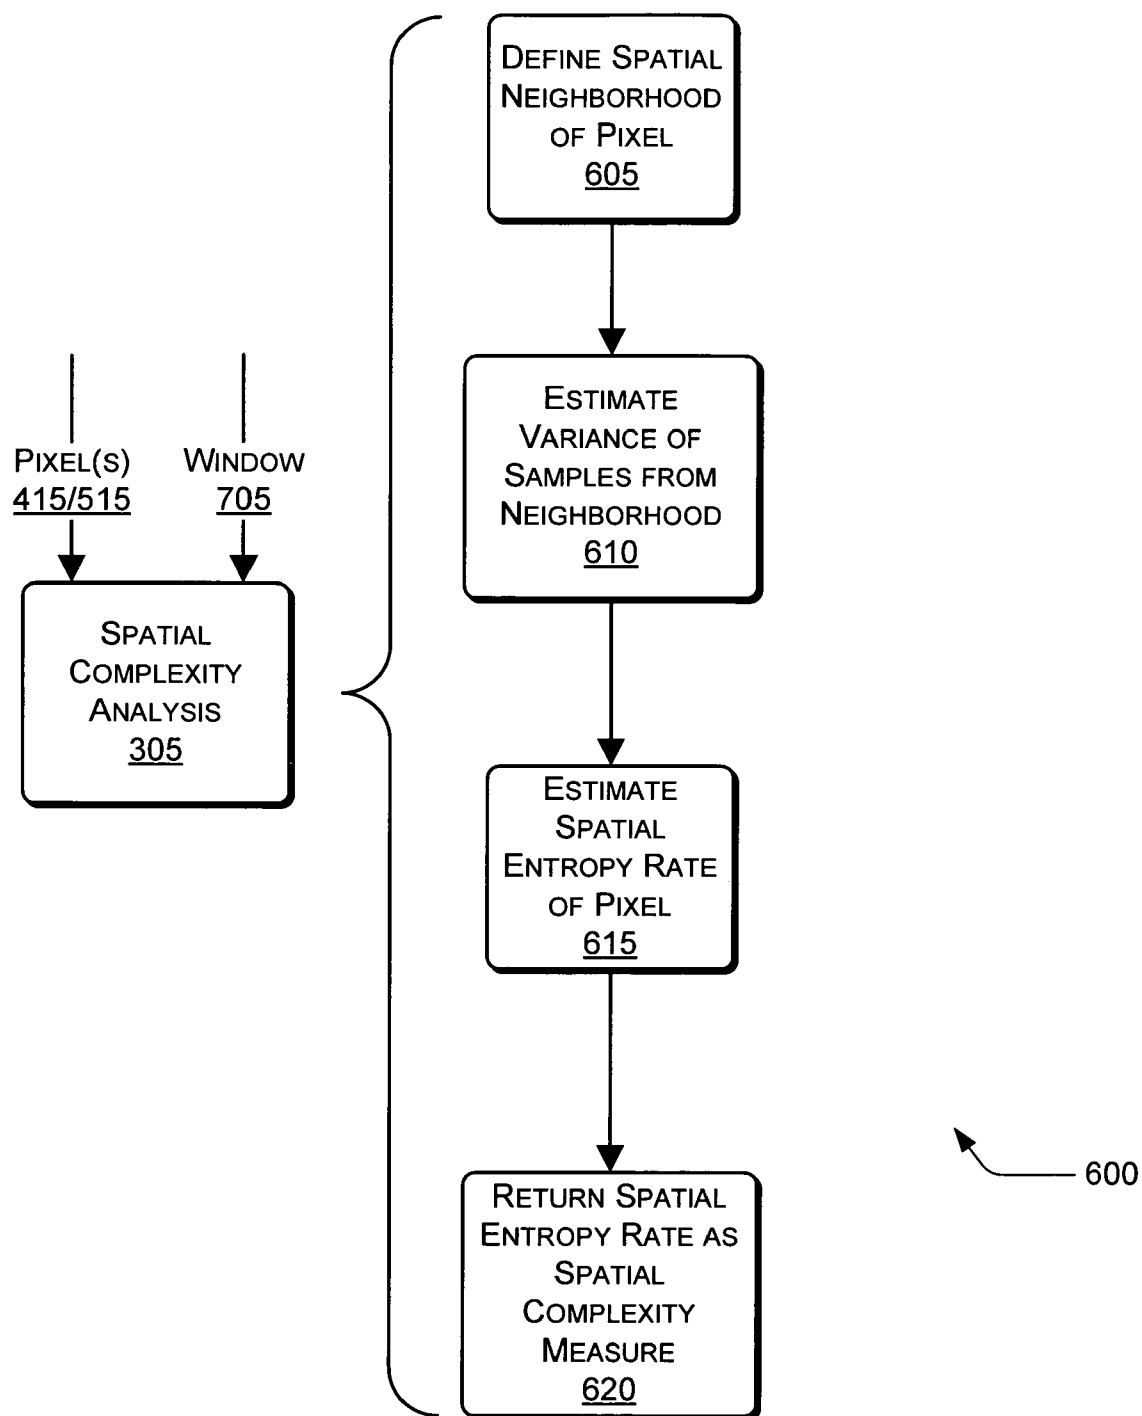 DEFINE SPATIAL
NEIGHBORHOOD
OF PIXEL
605
ESTIMATE
VARIANCE OF
SAMPLES FROM
NEIGHBORHOOD
610
PIXEL(S)
415/515
WINDOW
705
SPATIAL
COMPLEXITY
ANALYSIS
305
ESTIMATE
SPATIAL
ENTROPY RATE
OF PIXEL
615
RETURN SPATIAL
ENTROPY RATE AS
SPATIAL
COMPLEXITY
MEASURE
620
600